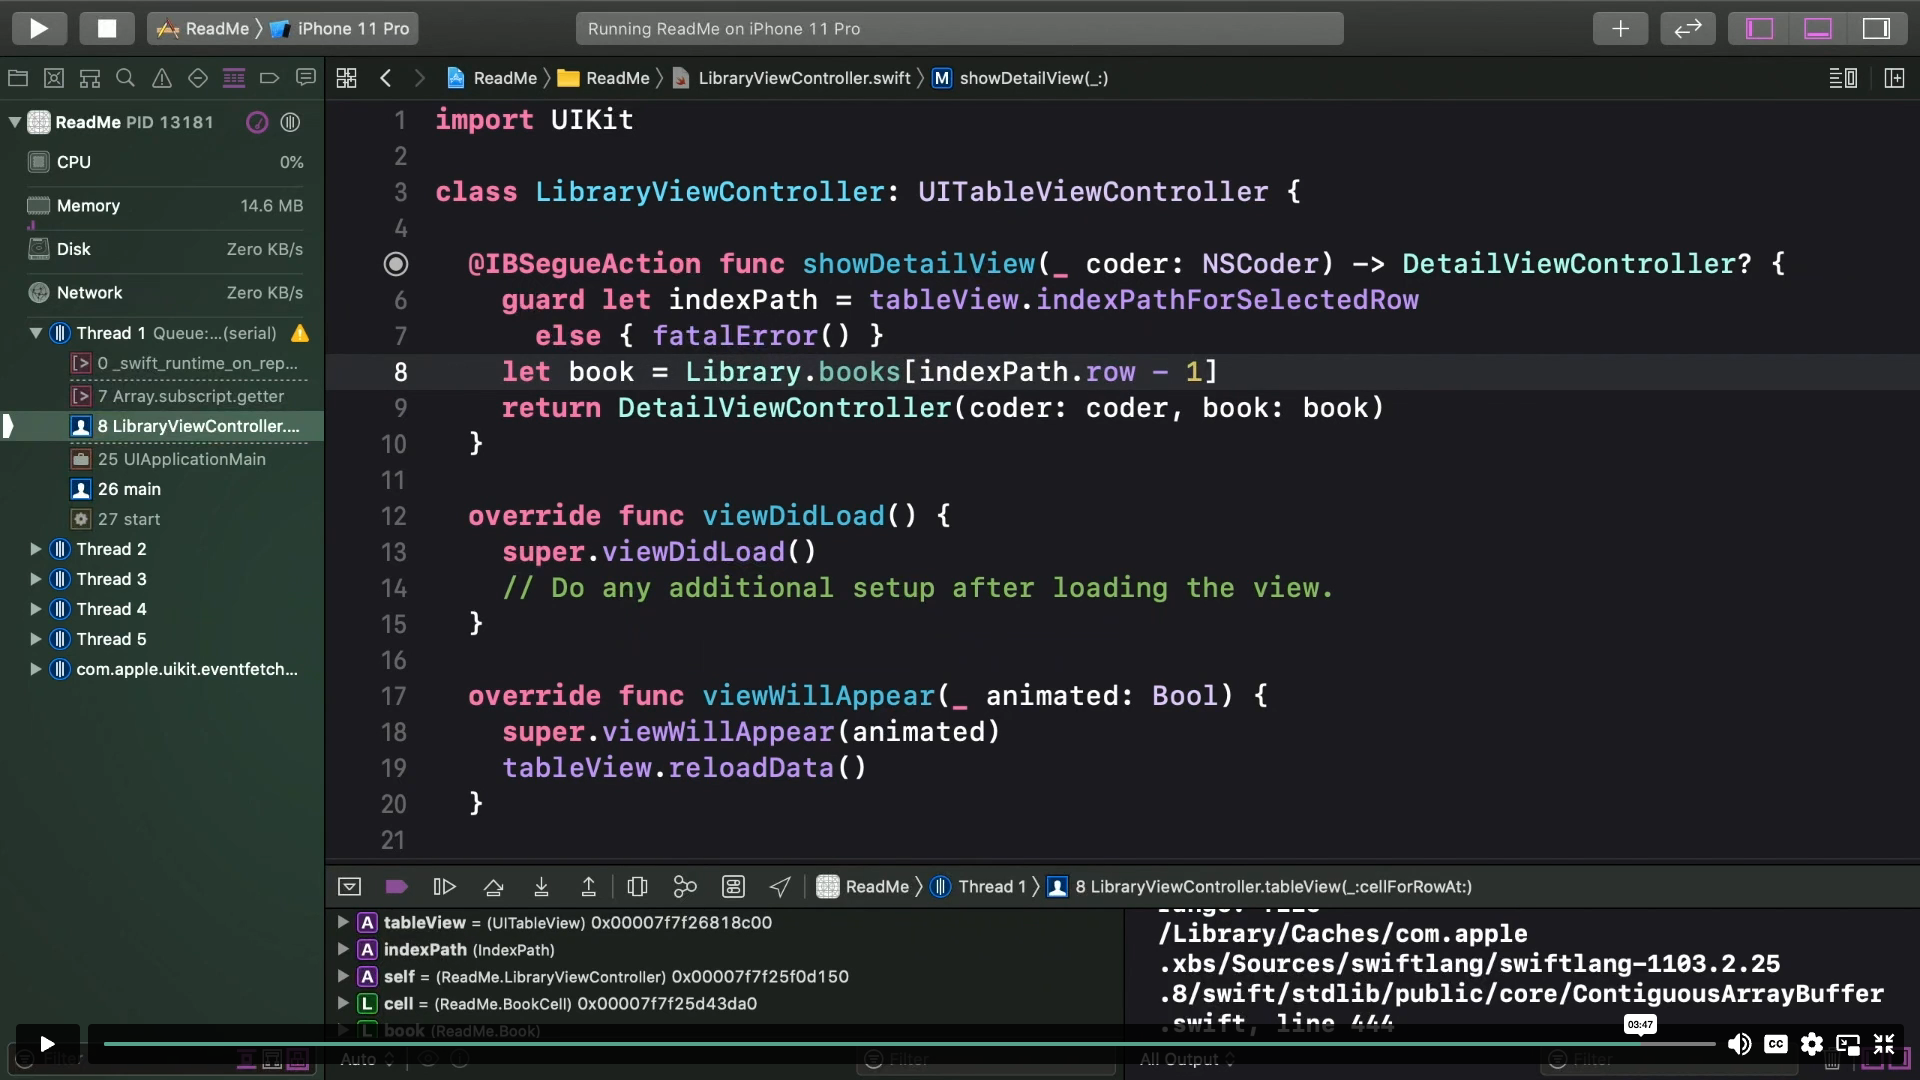 ReadMe
iPhone 11 Pro
Running ReadMe on iPhone 11 Pro
ReadMe
ReadMe
LibraryViewController.swift
M showDetailView(_:)
ReadMe PID 13181
CPU 0%
Memory 14.6 MB
Disk Zero KB/s
Network Zero KB/s
Thread 1 Queue:...(serial)
0 _swift_runtime_on_rep...
7 Array.subscript.getter
8 LibraryViewController....
25 UIApplicationMain
26 main
27 start
Thread 2
Thread 3
Thread 4
Thread 5
com.apple.uikit.eventfetch...
1 import UIKit
2
3 class LibraryViewController: UITableViewController {
4
@IBSegueAction func showDetailView(_ coder: NSCoder) -> DetailViewController? {
6 guard let indexPath = tableView.indexPathForSelectedRow
7 else { fatalError() }
8 let book = Library.books[indexPath.row - 1]
9 return DetailViewController(coder: coder, book: book)
10 }
11
12 override func viewDidLoad() {
13 super.viewDidLoad()
14 // Do any additional setup after loading the view.
15 }
16
17 override func viewWillAppear(_ animated: Bool) {
18 super.viewWillAppear(animated)
19 tableView.reloadData()
20 }
21
ReadMe
Thread 1
8 LibraryViewController.tableView(_:cellForRowAt:)
A tableView = (UITableView) 0x00007f7f26818c00
A indexPath (IndexPath)
A self = (ReadMe.LibraryViewController) 0x00007f7f25f0d150
L cell = (ReadMe.BookCell) 0x00007f7f25d43da0
L book (ReadMe.Book)
/Library/Caches/com.apple
.xbs/Sources/swiftlang/swiftlang-1103.2.25
.8/swift/stdlib/public/core/ContiguousArrayBuffer
.swift, line 444
03:47
CC
Filter
Auto
Filter
All Output
Filter